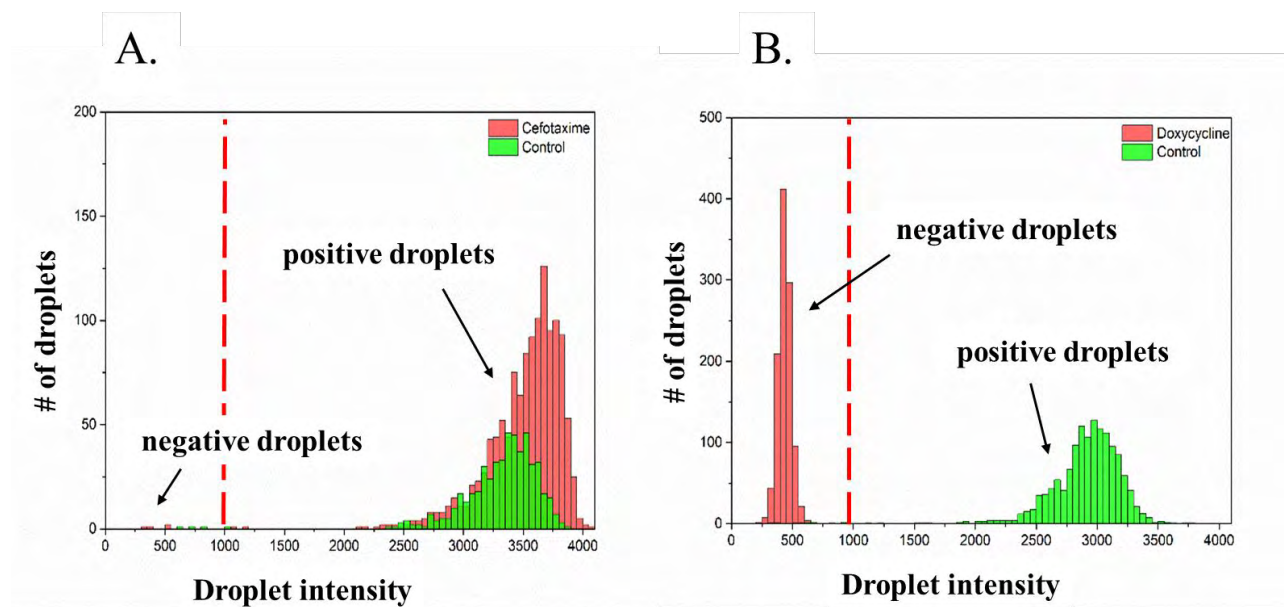 A.
200
150
100
50
0
# of droplets
Cefotaxime
Control
positive droplets
negative droplets
0 500 1000 1500 2000 2500 3000 3500 4000
Droplet intensity
B.
500
400
300
200
100
0
# of droplets
Doxycycline
Control
negative droplets
positive droplets
0 500 1000 1500 2000 2500 3000 3500 4000
Droplet intensity